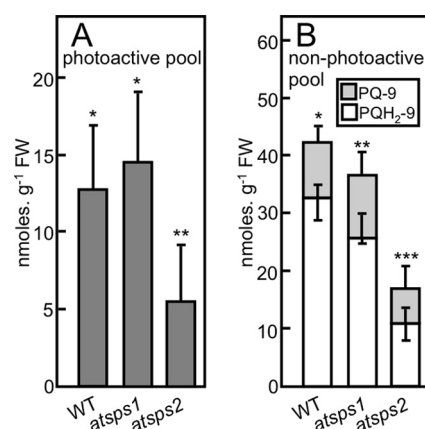 A
photoactive pool
nmoles. g⁻¹ FW
20
15
10
5
0
*
*
**
WT
atsps1
atsps2
B
non-photoactive
pool
PQ-9
PQH₂-9
nmoles. g⁻¹ FW
60
50
40
30
20
10
0
*
**
***
WT
atsps1
atsps2